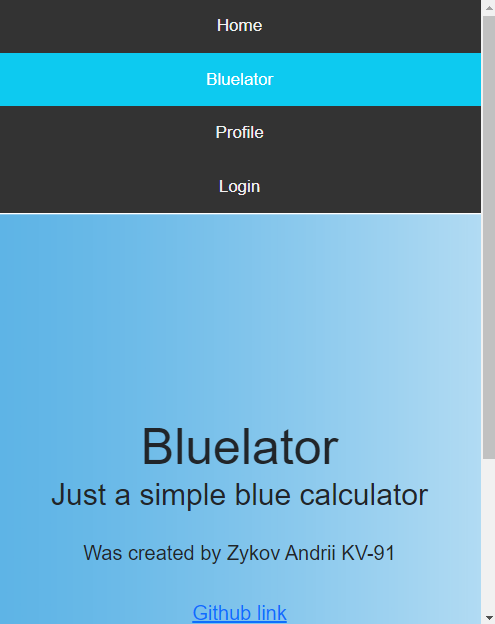 Home
Bluelator
Profile
Login
Bluelator
Just a simple blue calculator
Was created by Zykov Andrii KV-91
Github link